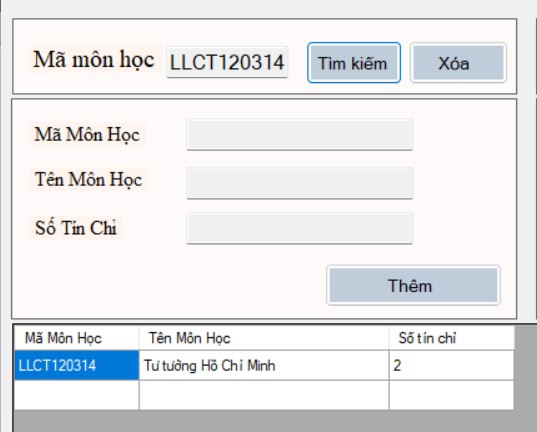 Mã môn học LLCT120314 Tìm kiếm Xóa
Mã Môn Học
Tên Môn Học
Số Tín Chỉ
Thêm
Mã Môn Học Tên Môn Học Số tín chỉ
LLCT120314 Tư tưởng Hồ Chí Minh 2